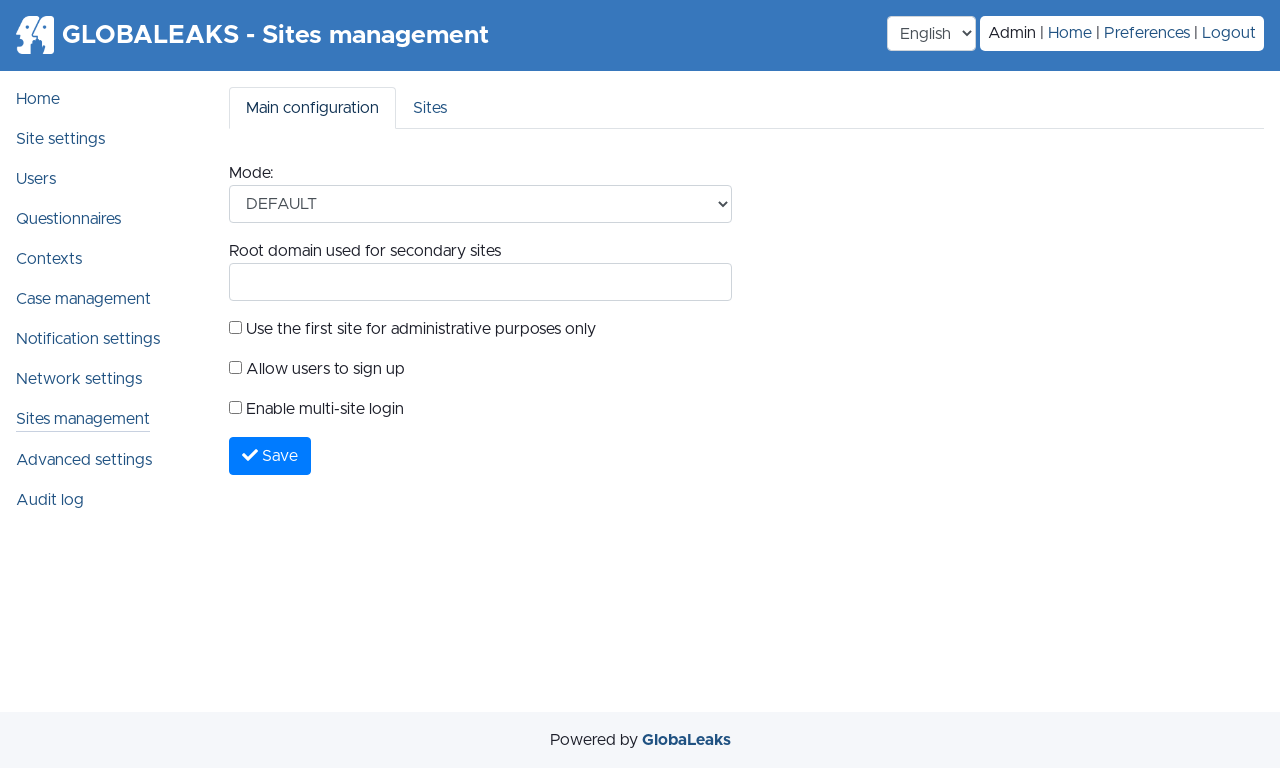 GLOBALEAKS - Sites management
English
Admin | Home | Preferences | Logout
Home
Site settings
Users
Questionnaires
Contexts
Case management
Notification settings
Network settings
Sites management
Advanced settings
Audit log
Main configuration
Sites
Mode:
DEFAULT
Root domain used for secondary sites
Use the first site for administrative purposes only
Allow users to sign up
Enable multi-site login
Save
Powered by GlobaLeaks